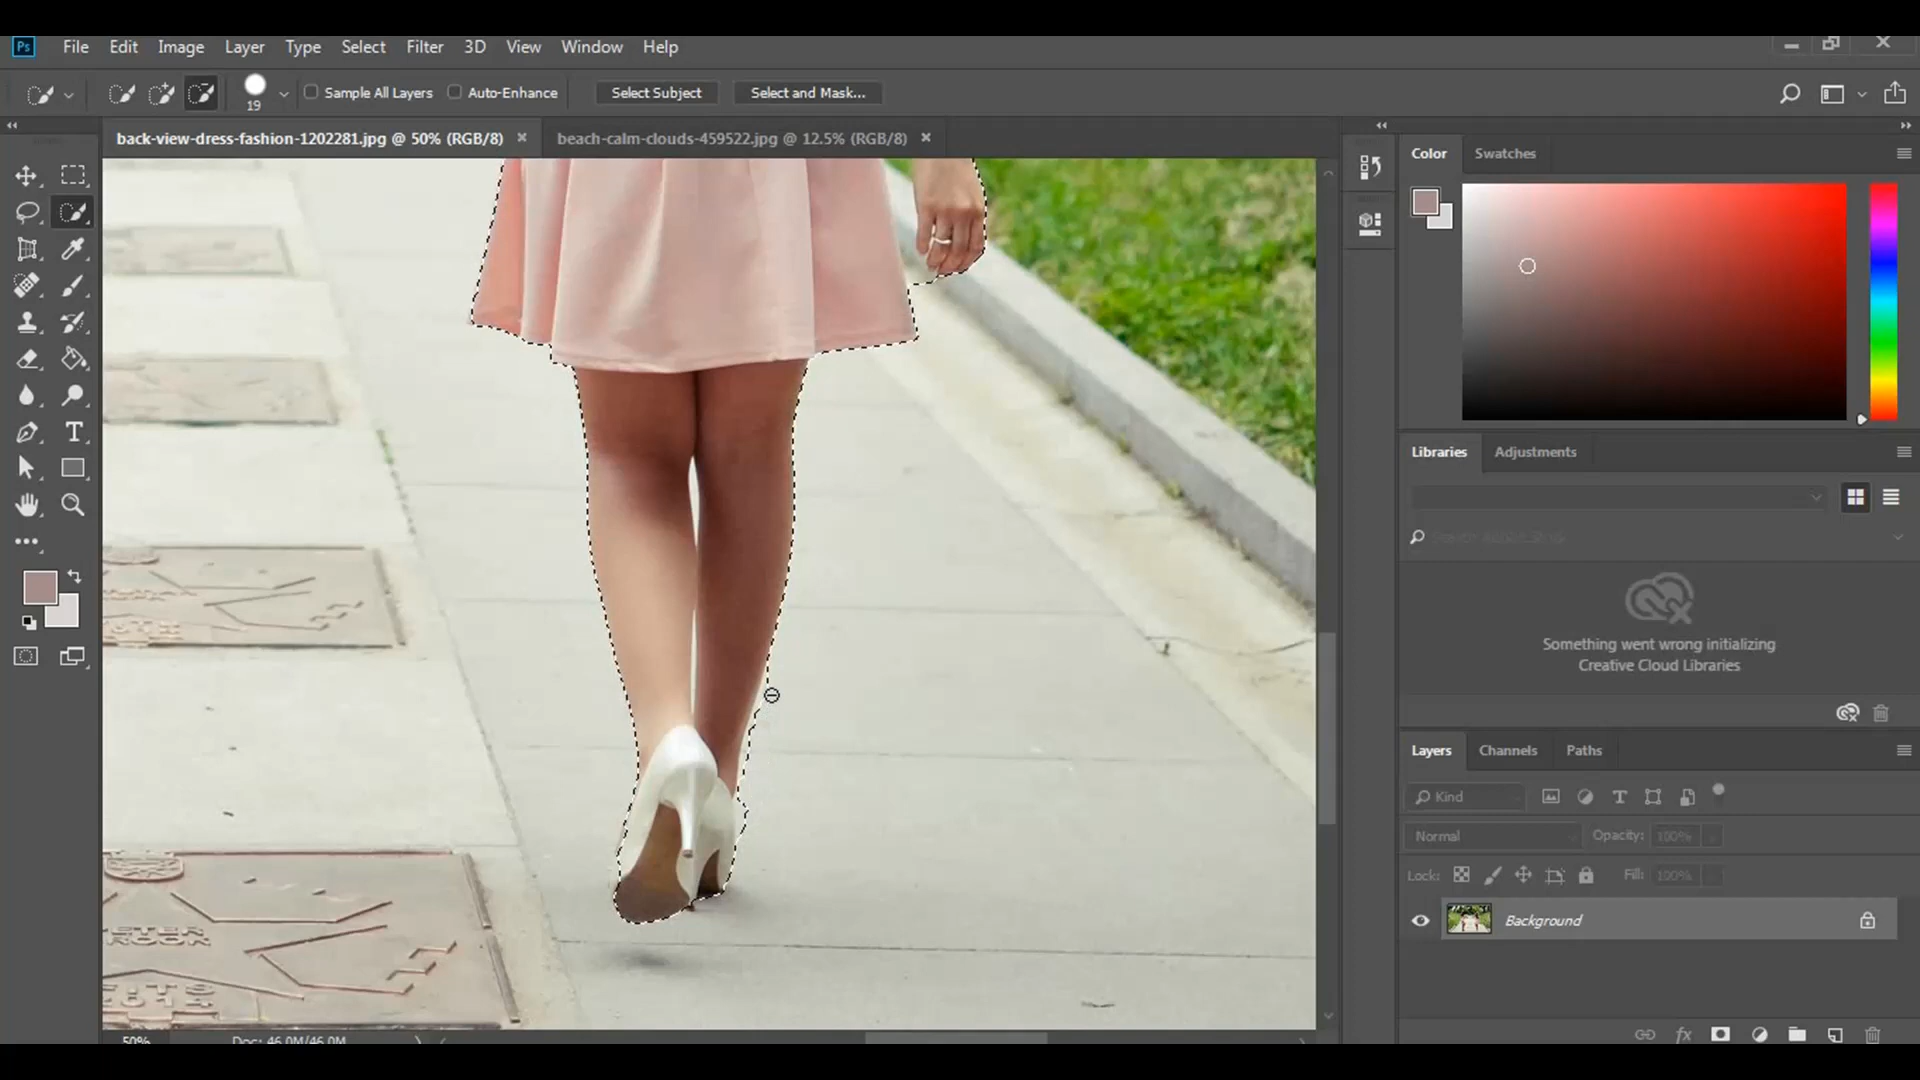 Ps File Edit Image Layer Type Select Filter 3D View Window Help
19 Sample All Layers Auto-Enhance Select Subject Select and Mask...
back-view-dress-fashion-1202281.jpg @ 50% (RGB/8) × beach-calm-clouds-459522.jpg @ 12.5% (RGB/8) ×
Color Swatches
Libraries Adjustments
Something went wrong initializing
Creative Cloud Libraries
Layers Channels Paths
Kind
Normal Opacity: 100%
Lock: Fill: 100%
Background
50% Doc: 46.0M/46.0M